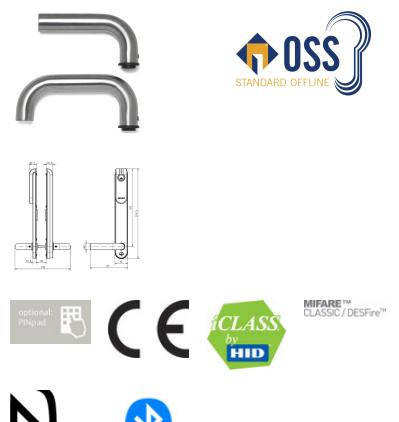 OSS
STANDARD OFFLINE
optional:
PINpad
CE
iCLASS
by
HID
MIFARE™
CLASSIC / DESFire™